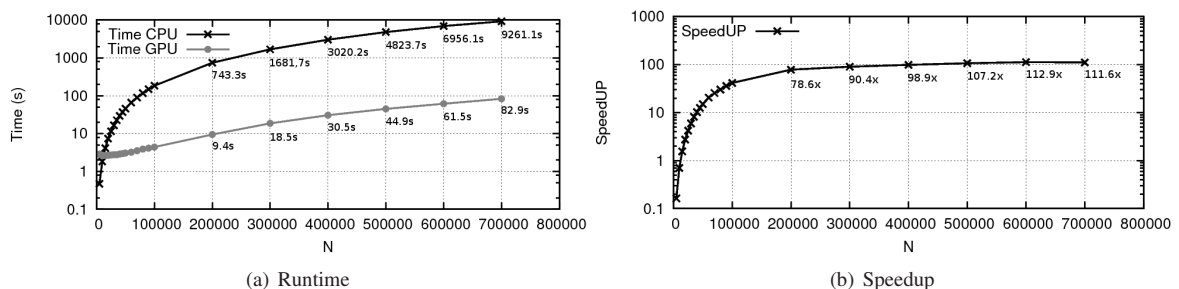 10000
1000
100
10
1
0.1
Time (s)
Time CPU
Time GPU
743.3s
1681,7s
3020.2s
4823.7s
6956.1s
9261.1s
9.4s
18.5s
30.5s
44.9s
61.5s
82.9s
0 100000 200000 300000 400000 500000 600000 700000 800000
N
(a) Runtime
1000
100
10
1
0.1
SpeedUP
SpeedUP
78.6x
90.4x
98.9x
107.2x
112.9x
111.6x
0 100000 200000 300000 400000 500000 600000 700000 800000
N
(b) Speedup